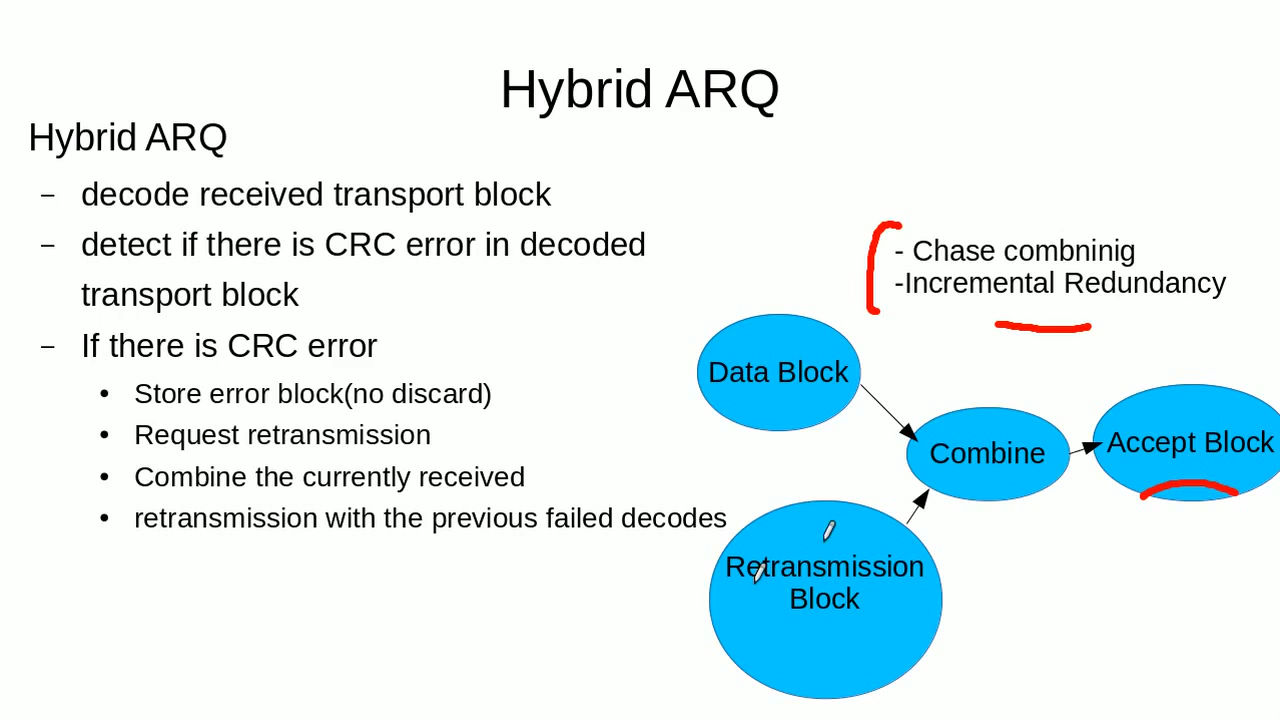 Hybrid ARQ
Hybrid ARQ
– decode received transport block
– detect if there is CRC error in decoded
transport block
– If there is CRC error
• Store error block(no discard)
• Request retransmission
• Combine the currently received
• retransmission with the previous failed decodes
- Chase combninig
-Incremental Redundancy
Data Block
Combine
Accept Block
Retransmission
Block